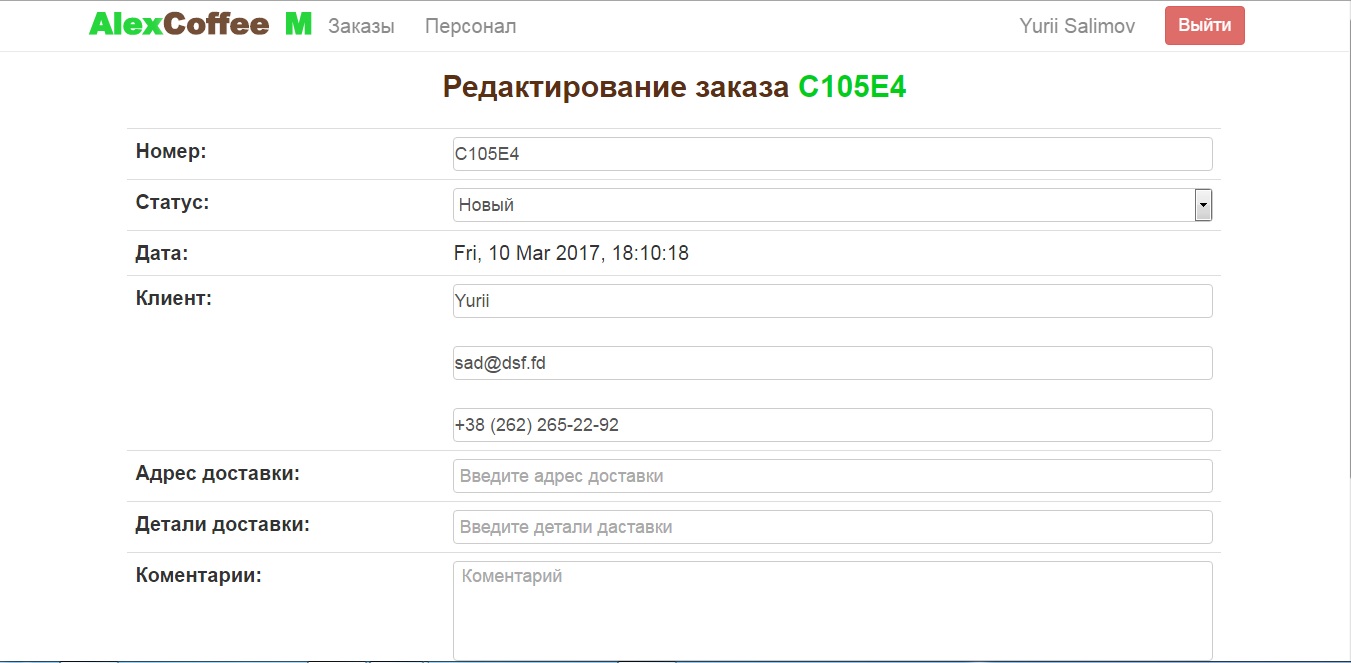 AlexCoffee M Заказы Персонал Yurii Salimov Выйти
Редактирование заказа C105E4
Номер: C105E4
Статус: Новый
Дата: Fri, 10 Mar 2017, 18:10:18
Клиент: Yurii
sad@dsf.fd
+38 (262) 265-22-92
Адрес доставки: Введите адрес доставки
Детали доставки: Введите детали даставки
Коментарии: Коментарий